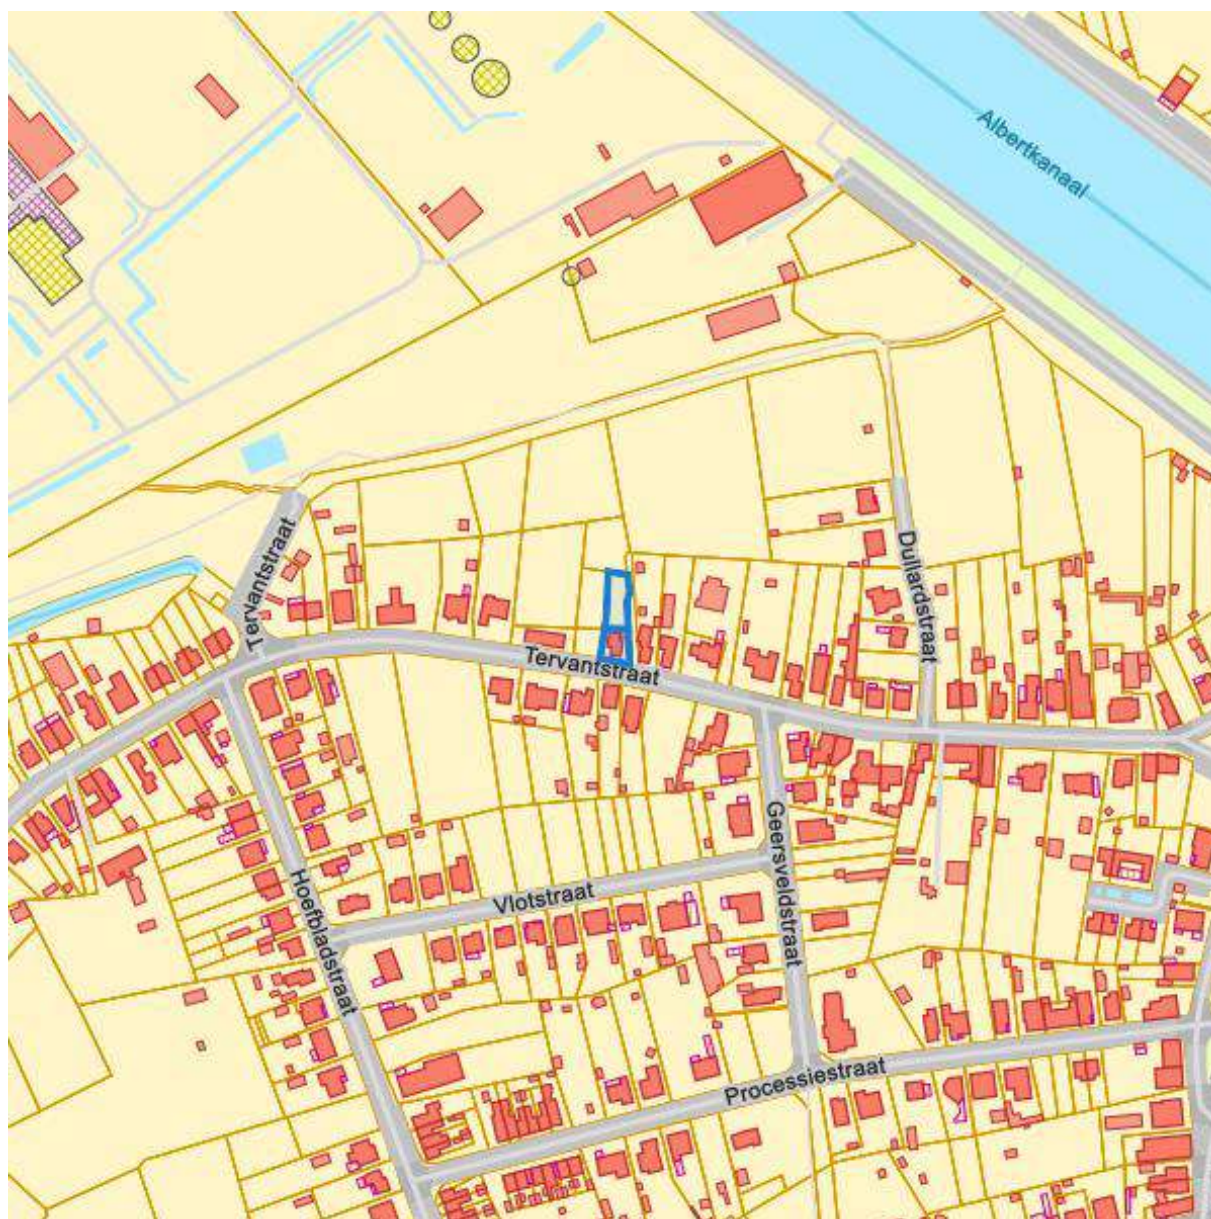 Albertkanaal
Tervantstraat
Dullardstraat
Tervantstraat
Geersveldstraat
Hoefbladstraat
Vlotstraat
Processiestraat